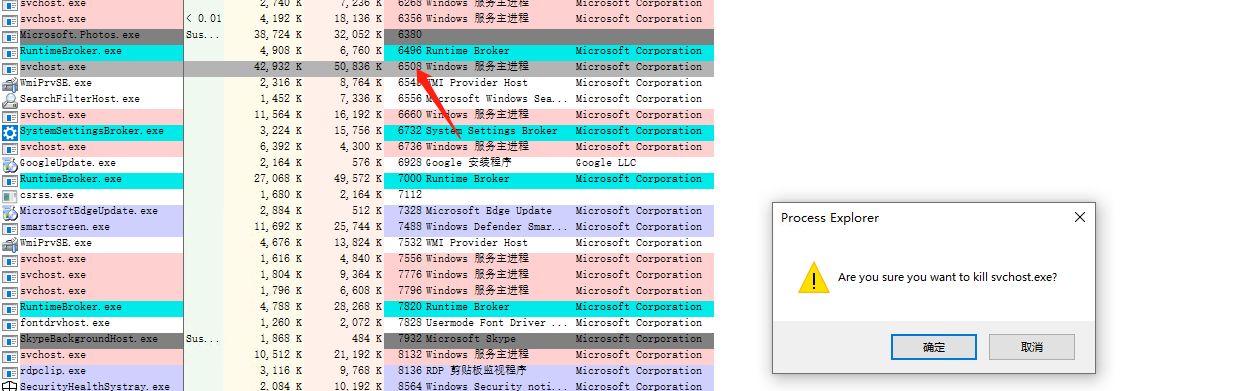 svchost.exe 2,740 K 7,236 K 6268 Windows 服务主进程 Microsoft Corporation
svchost.exe < 0.01 4,192 K 18,136 K 6356 Windows 服务主进程 Microsoft Corporation
Microsoft.Photos.exe Sus... 38,724 K 32,052 K 6380
RuntimeBroker.exe 4,908 K 6,760 K 6496 Runtime Broker Microsoft Corporation
svchost.exe 42,932 K 50,836 K 6508 Windows 服务主进程 Microsoft Corporation
WmiPrvSE.exe 2,316 K 8,764 K WMI Provider Host Microsoft Corporation
SearchFilterHost.exe 1,452 K 7,336 K 6556 Microsoft Windows Sea... Microsoft Corporation
svchost.exe 11,564 K 16,192 K 6660 Windows 服务主进程 Microsoft Corporation
SystemSettingsBroker.exe 3,224 K 15,756 K 6732 System Settings Broker Microsoft Corporation
svchost.exe 6,392 K 4,300 K 6736 Windows 服务主进程 Microsoft Corporation
GoogleUpdate.exe 2,164 K 576 K 6928 Google 安装程序 Google LLC
RuntimeBroker.exe 27,068 K 49,572 K 7000 Runtime Broker Microsoft Corporation
csrss.exe 1,680 K 2,164 K 7112
MicrosoftEdgeUpdate.exe 2,884 K 512 K 7328 Microsoft Edge Update Microsoft Corporation
smartscreen.exe 11,692 K 25,744 K 7488 Windows Defender Smar... Microsoft Corporation
WmiPrvSE.exe 4,676 K 13,824 K 7532 WMI Provider Host Microsoft Corporation
svchost.exe 1,616 K 4,840 K 7556 Windows 服务主进程 Microsoft Corporation
svchost.exe 1,804 K 9,364 K 7776 Windows 服务主进程 Microsoft Corporation
svchost.exe 1,796 K 6,608 K 7796 Windows 服务主进程 Microsoft Corporation
RuntimeBroker.exe 4,788 K 28,268 K 7820 Runtime Broker Microsoft Corporation
fontdrvhost.exe 1,260 K 2,072 K 7828 Usermode Font Driver ... Microsoft Corporation
SkypeBackgroundHost.exe Sus... 1,868 K 484 K 7932 Microsoft Skype Microsoft Corporation
svchost.exe 10,512 K 21,192 K 8132 Windows 服务主进程 Microsoft Corporation
rdpclip.exe 3,116 K 9,768 K 8136 RDP 剪贴板监视程序 Microsoft Corporation
SecurityHealthSystray.exe 2,084 K 10,192 K 8564 Windows Security noti... Microsoft Corporation
Process Explorer
Are you sure you want to kill svchost.exe?
确定 取消